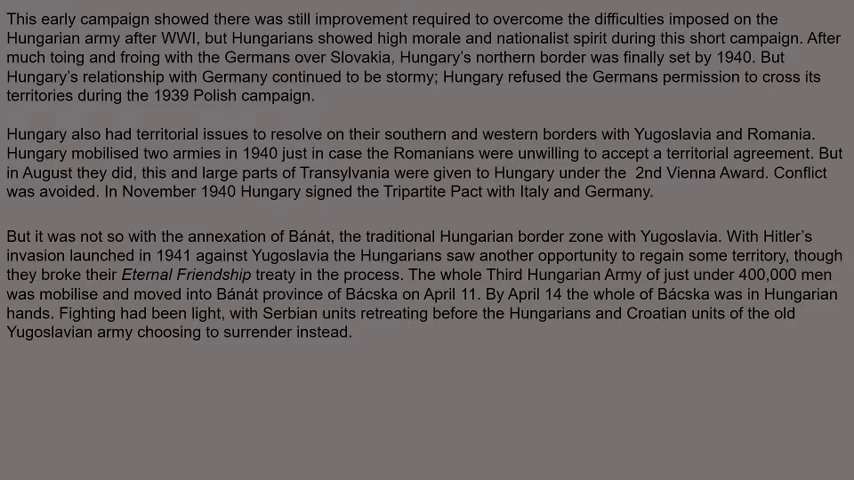 This early campaign showed there was still improvement required to overcome the difficulties imposed on the
Hungarian army after WWI, but Hungarians showed high morale and nationalist spirit during this short campaign. After
much toing and froing with the Germans over Slovakia, Hungary’s northern border was finally set by 1940. But
Hungary’s relationship with Germany continued to be stormy; Hungary refused the Germans permission to cross its
territories during the 1939 Polish campaign.
Hungary also had territorial issues to resolve on their southern and western borders with Yugoslavia and Romania.
Hungary mobilised two armies in 1940 just in case the Romanians were unwilling to accept a territorial agreement. But
in August they did, this and large parts of Transylvania were given to Hungary under the  2nd Vienna Award. Conflict
was avoided. In November 1940 Hungary signed the Tripartite Pact with Italy and Germany.
But it was not so with the annexation of Bánát, the traditional Hungarian border zone with Yugoslavia. With Hitler’s
invasion launched in 1941 against Yugoslavia the Hungarians saw another opportunity to regain some territory, though
they broke their Eternal Friendship treaty in the process. The whole Third Hungarian Army of just under 400,000 men
was mobilise and moved into Bánát province of Bácska on April 11. By April 14 the whole of Bácska was in Hungarian
hands. Fighting had been light, with Serbian units retreating before the Hungarians and Croatian units of the old
Yugoslavian army choosing to surrender instead.